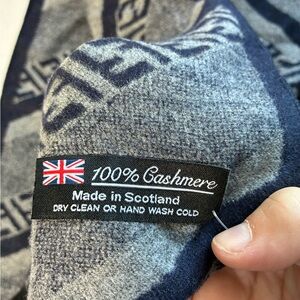 100% Cashmere
Made in Scotland
DRY CLEAN OR HAND WASH COLD